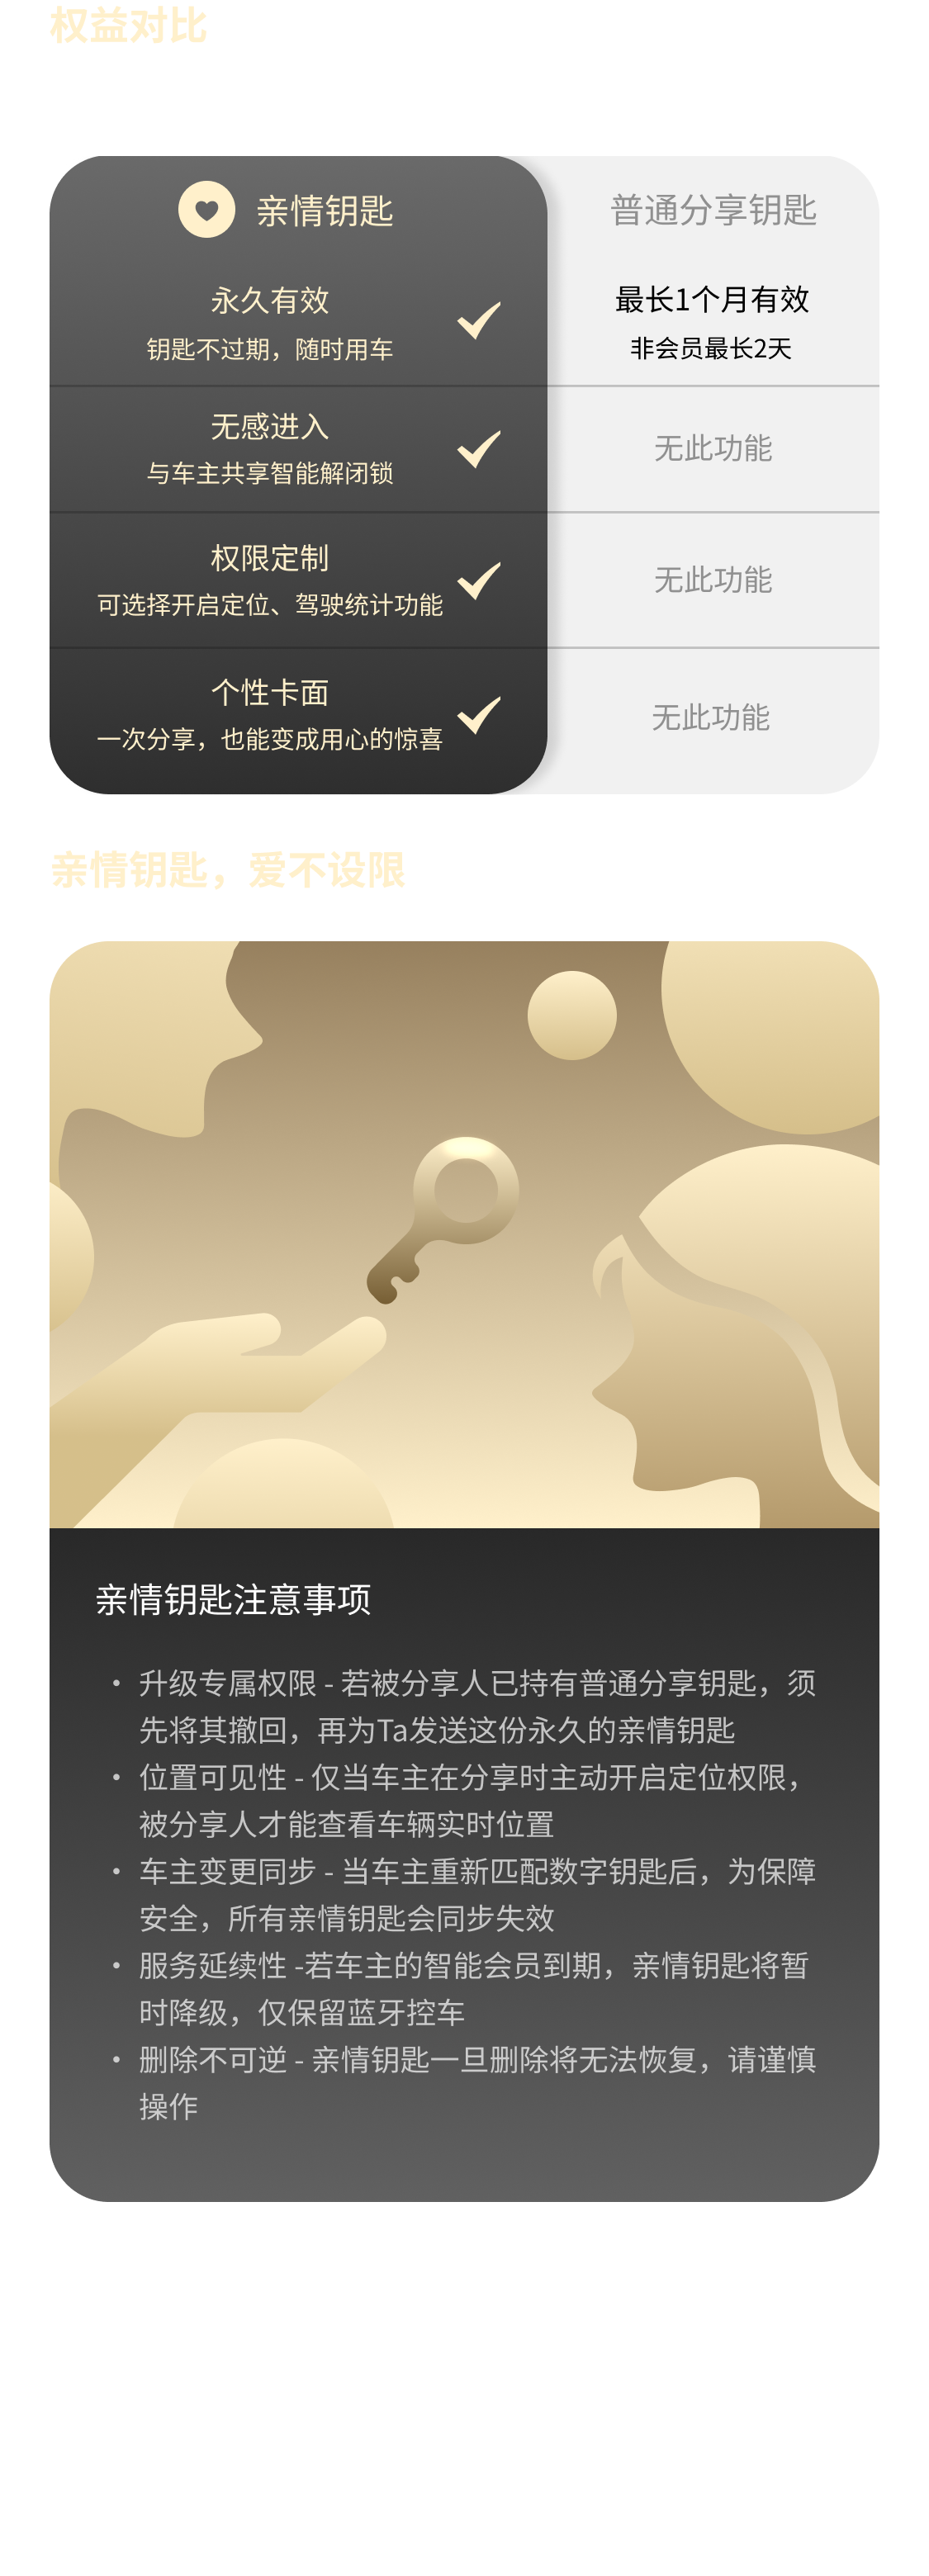 权益对比
亲情钥匙
普通分享钥匙
永久有效
钥匙不过期，随时用车
最长1个月有效
非会员最长2天
无感进入
与车主共享智能解闭锁
无此功能
权限定制
可选择开启定位、驾驶统计功能
无此功能
个性卡面
一次分享，也能变成用心的惊喜
无此功能
亲情钥匙，爱不设限
亲情钥匙注意事项
• 升级专属权限 - 若被分享人已持有普通分享钥匙，须
先将其撤回，再为Ta发送这份永久的亲情钥匙
• 位置可见性 - 仅当车主在分享时主动开启定位权限，
被分享人才能查看车辆实时位置
• 车主变更同步 - 当车主重新匹配数字钥匙后，为保障
安全，所有亲情钥匙会同步失效
• 服务延续性 -若车主的智能会员到期，亲情钥匙将暂
时降级，仅保留蓝牙控车
• 删除不可逆 - 亲情钥匙一旦删除将无法恢复，请谨慎
操作